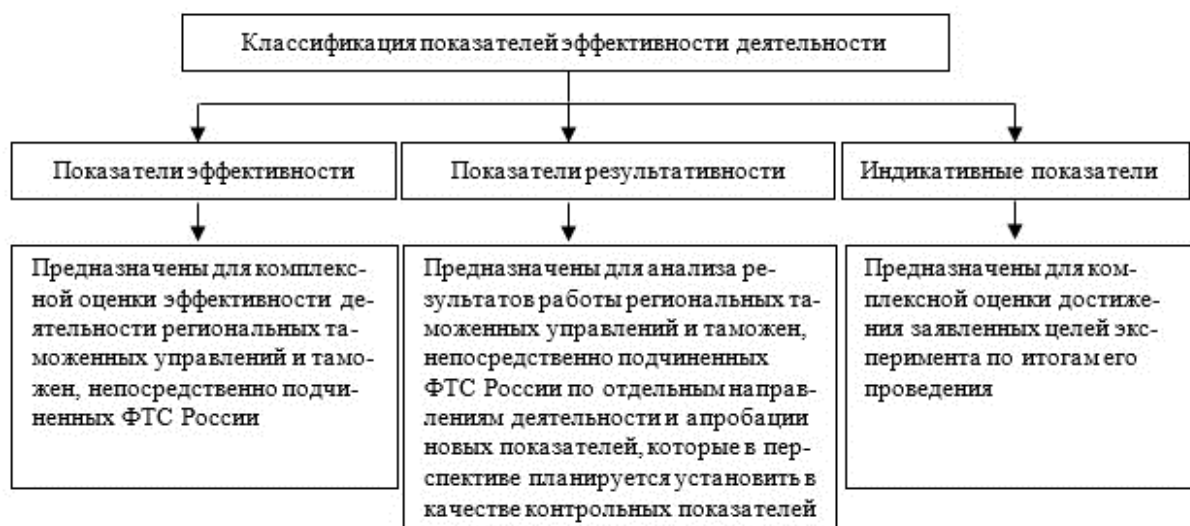 Классификация показателей эффективности деятельности
Показатели эффективности
Показатели результативности
Индикативные показатели
Предназначены для комплекс-
ной оценки эффективности де-
ятельности региональных та-
моженных управлений и тамо-
жен, непосредственно подчи-
ненных ФТС России
Предназначены для анализа ре-
зультатов работы региональных та-
моженных управлений и таможен,
непосредственно подчиненных
ФТС России по отдельным направ-
лениям деятельности и апробации
новых показателей, которые в пер-
спективе планируется установить в
качестве контрольных показателей
Предназначены для ком-
плексной оценки достиже-
ния заявленных целей экс-
перимента по итогам его
проведения